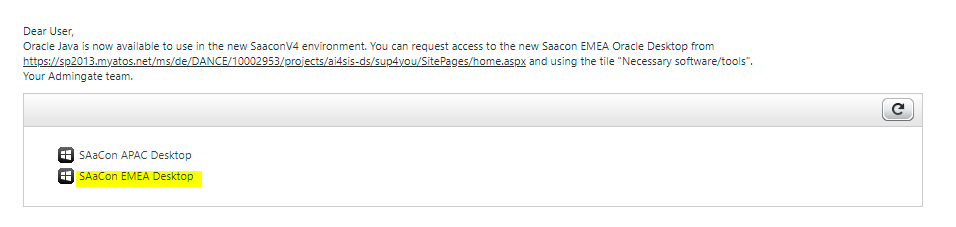 Dear User,
Oracle Java is now available to use in the new SaaconV4 environment. You can request access to the new Saacon EMEA Oracle Desktop from
https://sp2013.myatos.net/ms/de/DANCE/10002953/projects/ai4sis-ds/sup4you/SitePages/home.aspx and using the tile "Necessary software/tools".
Your Admingate team.
SAaCon APAC Desktop
SAaCon EMEA Desktop